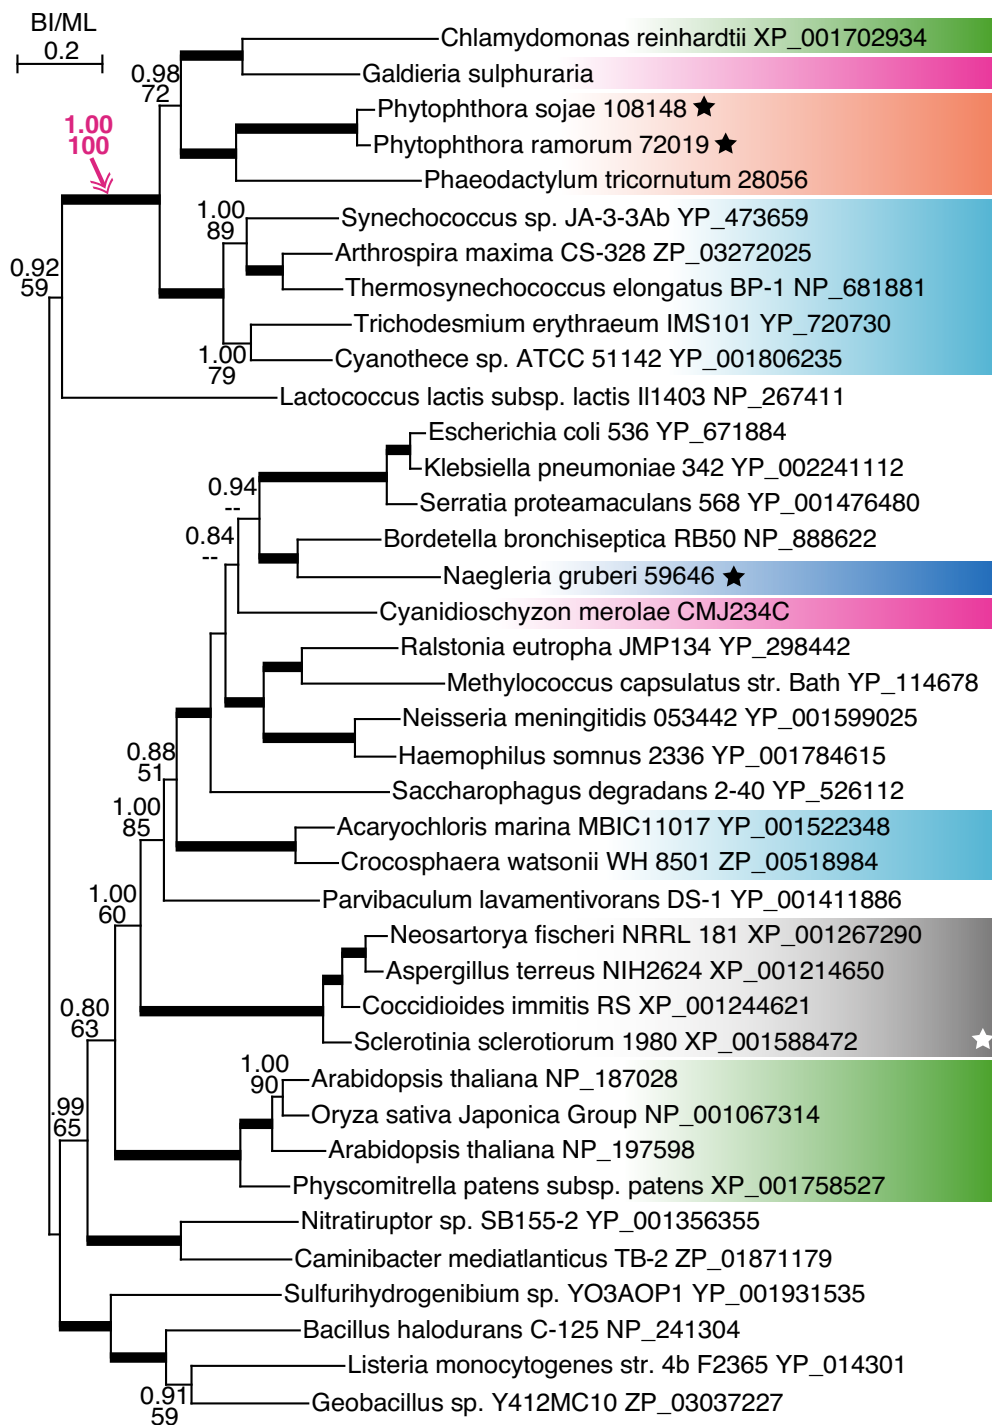 BI/ML
0.2
Chlamydomonas reinhardtii XP_001702934
0.98
72
Galdieria sulphuraria
1.00
100
Phytophthora sojae 108148 ★
Phytophthora ramorum 72019 ★
Phaeodactylum tricornutum 28056
1.00
89
Synechococcus sp. JA-3-3Ab YP_473659
Arthrospira maxima CS-328 ZP_03272025
0.92
59
Thermosynechococcus elongatus BP-1 NP_681881
Trichodesmium erythraeum IMS101 YP_720730
1.00
79
Cyanothece sp. ATCC 51142 YP_001806235
Lactococcus lactis subsp. lactis Il1403 NP_267411
Escherichia coli 536 YP_671884
Klebsiella pneumoniae 342 YP_002241112
0.94
--
Serratia proteamaculans 568 YP_001476480
0.84
--
Bordetella bronchiseptica RB50 NP_888622
Naegleria gruberi 59646 ★
Cyanidioschyzon merolae CMJ234C
Ralstonia eutropha JMP134 YP_298442
Methylococcus capsulatus str. Bath YP_114678
Neisseria meningitidis 053442 YP_001599025
0.88
51
Haemophilus somnus 2336 YP_001784615
Saccharophagus degradans 2-40 YP_526112
1.00
85
Acaryochloris marina MBIC11017 YP_001522348
Crocosphaera watsonii WH 8501 ZP_00518984
1.00
60
Parvibaculum lavamentivorans DS-1 YP_001411886
Neosartorya fischeri NRRL 181 XP_001267290
Aspergillus terreus NIH2624 XP_001214650
Coccidioides immitis RS XP_001244621
0.80
63
Sclerotinia sclerotiorum 1980 XP_001588472 ★
1.00
90
Arabidopsis thaliana NP_187028
.99
65
Oryza sativa Japonica Group NP_001067314
Arabidopsis thaliana NP_197598
Physcomitrella patens subsp. patens XP_001758527
Nitratiruptor sp. SB155-2 YP_001356355
Caminibacter mediatlanticus TB-2 ZP_01871179
Sulfurihydrogenibium sp. YO3AOP1 YP_001931535
Bacillus halodurans C-125 NP_241304
Listeria monocytogenes str. 4b F2365 YP_014301
0.91
59
Geobacillus sp. Y412MC10 ZP_03037227